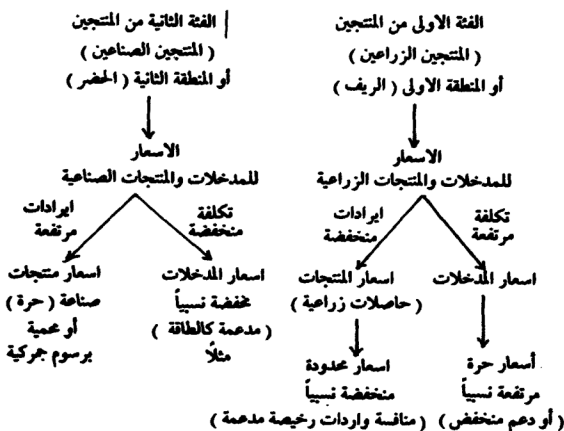 الفئة الاولى من المنتجين
( المنتجين الزراعين )
أو المنطقة الاولى ( الريف )
الاسعار
للمدخلات والمنتجات الزراعية
تكلفة
مرتفعة
ايرادات
منخفضة
اسعار المدخلات
أسعار حرة
مرتفعة نسبياً
( أو دعم منخفض )
اسعار المنتجات
( حاصلات زراعية )
اسعار محدودة
منخفضة نسبياً
( منافسة واردات رخيصة مدعمة )
الفئة الثانية من المنتجين
( المنتجين الصناعين )
أو المنطقة الثانية ( الحضر )
الاسعار
للمدخلات والمنتجات الصناعية
تكلفة
منخفضة
ايرادات
مرتفعة
اسعار المدخلات
مخفضة نسبياً
( مدعمة كالطاقة
مثلاً
اسعار منتجات
صناعة ( حرة )
أو محمية
برسوم جمركية